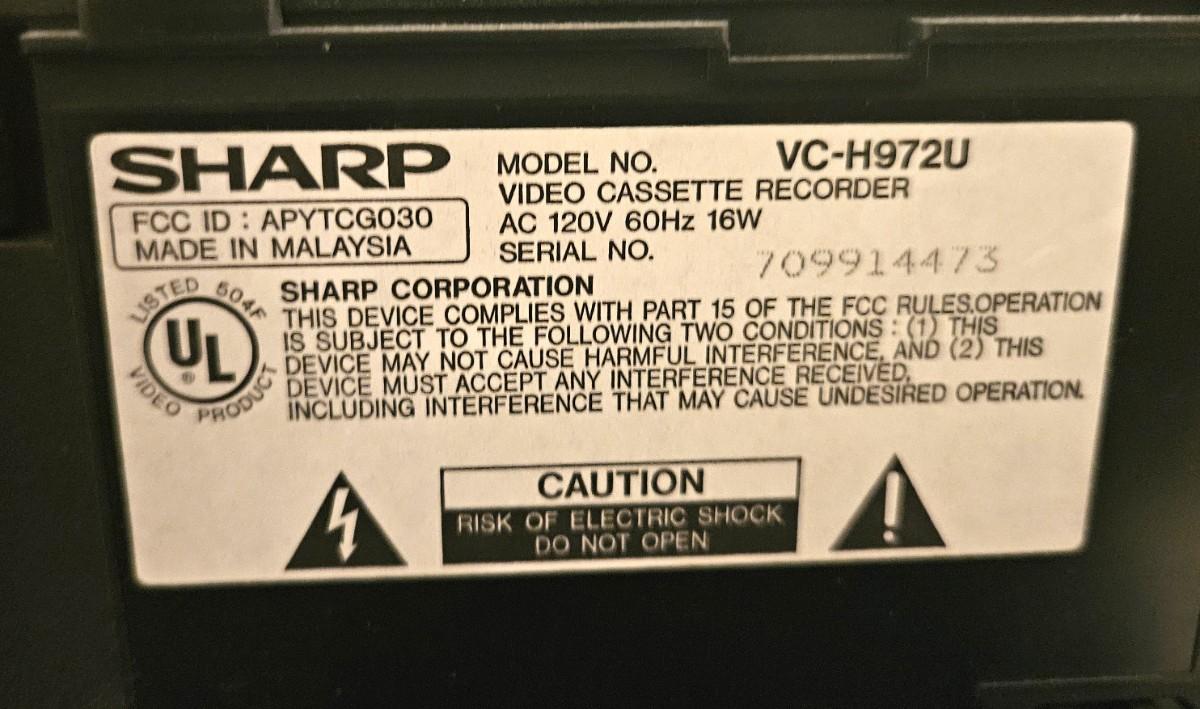 SHARP
FCC ID : APYTCG030
MADE IN MALAYSIA
MODEL NO. VC-H972U
VIDEO CASSETTE RECORDER
AC 120V 60Hz 16W
SERIAL NO. 709914473
LISTED 504F
UL
®
VIDEO PRODUCT
SHARP CORPORATION
THIS DEVICE COMPLIES WITH PART 15 OF THE FCC RULES.OPERATION
IS SUBJECT TO THE FOLLOWING TWO CONDITIONS : (1) THIS
DEVICE MAY NOT CAUSE HARMFUL INTERFERENCE, AND (2) THIS
DEVICE MUST ACCEPT ANY INTERFERENCE RECEIVED,
INCLUDING INTERFERENCE THAT MAY CAUSE UNDESIRED OPERATION.
CAUTION
RISK OF ELECTRIC SHOCK
DO NOT OPEN